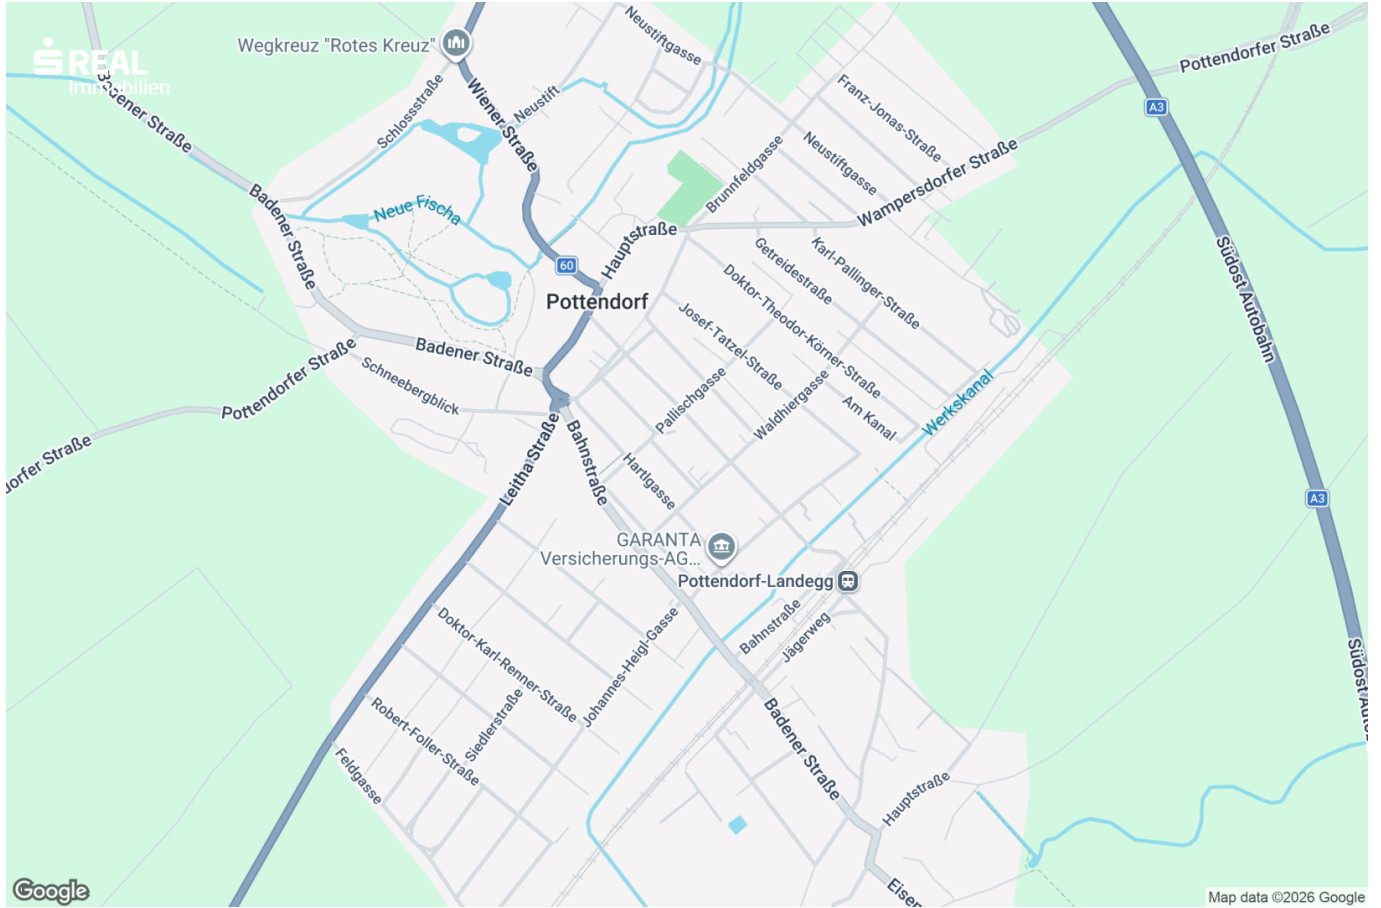 Wegkreuz "Rotes Kreuz"
Neustiftgasse
Pottendorfer Straße
S REAL
Immobilien
Badener Straße
Schlossstraße
Wiener Straße
Neustift
Franz-Jonas-Straße
A3
Neustiftgasse
Brunnfeldgasse
Wampersdorfer Straße
Badener Straße
Neue Fischa
Hauptstraße
60
Getreidestraße
Karl-Pallinger-Straße
Südost Autobahn
Pottendorf
Doktor-Theodor-Körner-Straße
Josef-Tatzel-Straße
Badener Straße
Pottendorfer Straße
Schneebergblick
Pallischgasse
Waldhiergasse
Am Kanal
Werkskanal
dorfer Straße
Leitha Straße
Bahnstraße
Hartlgasse
A3
GARANTA
Versicherungs-AG...
Pottendorf-Landegg
Bahnstraße
Jägerweg
Doktor-Karl-Renner-Straße
Johannes-Heigl-Gasse
Siedlerstraße
Robert-Foller-Straße
Feldgasse
Badener Straße
Hauptstraße
Südost Autob
Eisen
Google
Map data ©2026 Google